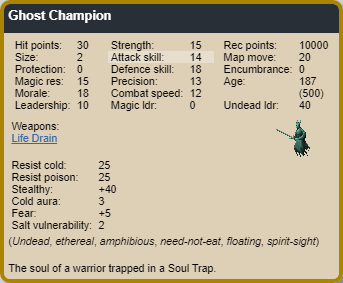 Ghost Champion
Hit points: 30 Strength: 15 Rec points: 10000
Size: 2 Attack skill: 14 Map move: 20
Protection: 0 Defence skill: 18 Encumbrance: 0
Magic res: 15 Precision: 13 Age: 187
Morale: 18 Combat speed: 12 (500)
Leadership: 10 Magic ldr: 0 Undead ldr: 40
Weapons:
Life Drain
Resist cold: 25
Resist poison: 25
Stealthy: +40
Cold aura: 3
Fear: +5
Salt vulnerability: 2
(Undead, ethereal, amphibious, need-not-eat, floating, spirit-sight)
The soul of a warrior trapped in a Soul Trap.